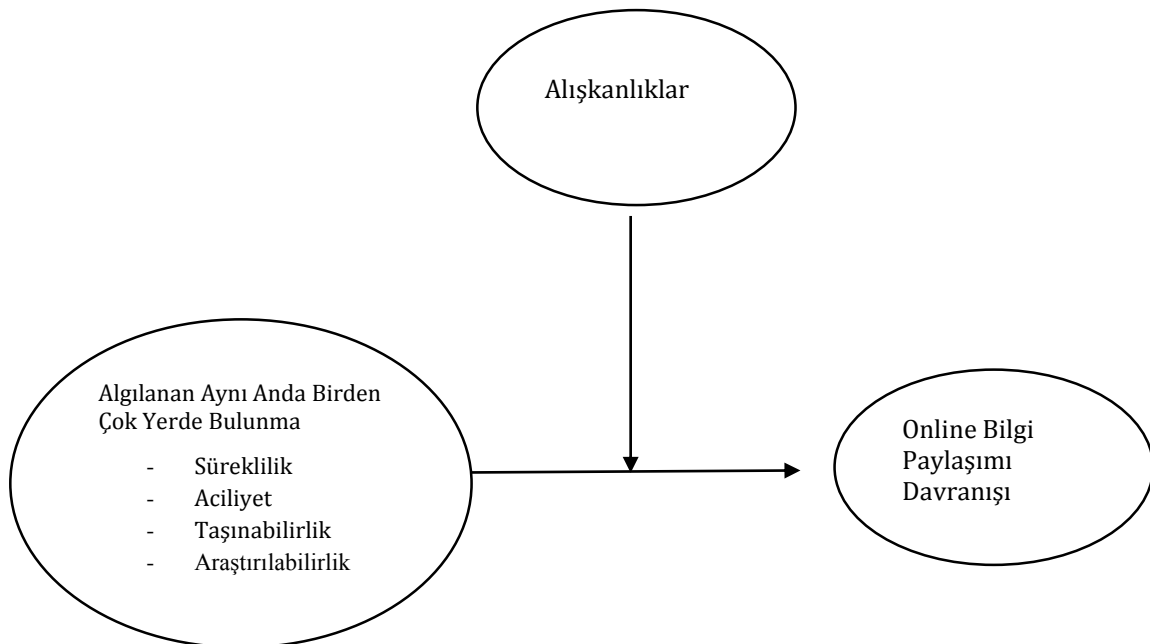 Alışkanlıklar
Algılanan Aynı Anda Birden
Çok Yerde Bulunma
- Süreklilik
- Aciliyet
- Taşınabilirlik
- Araştırılabilirlik
Online Bilgi
Paylaşımı
Davranışı